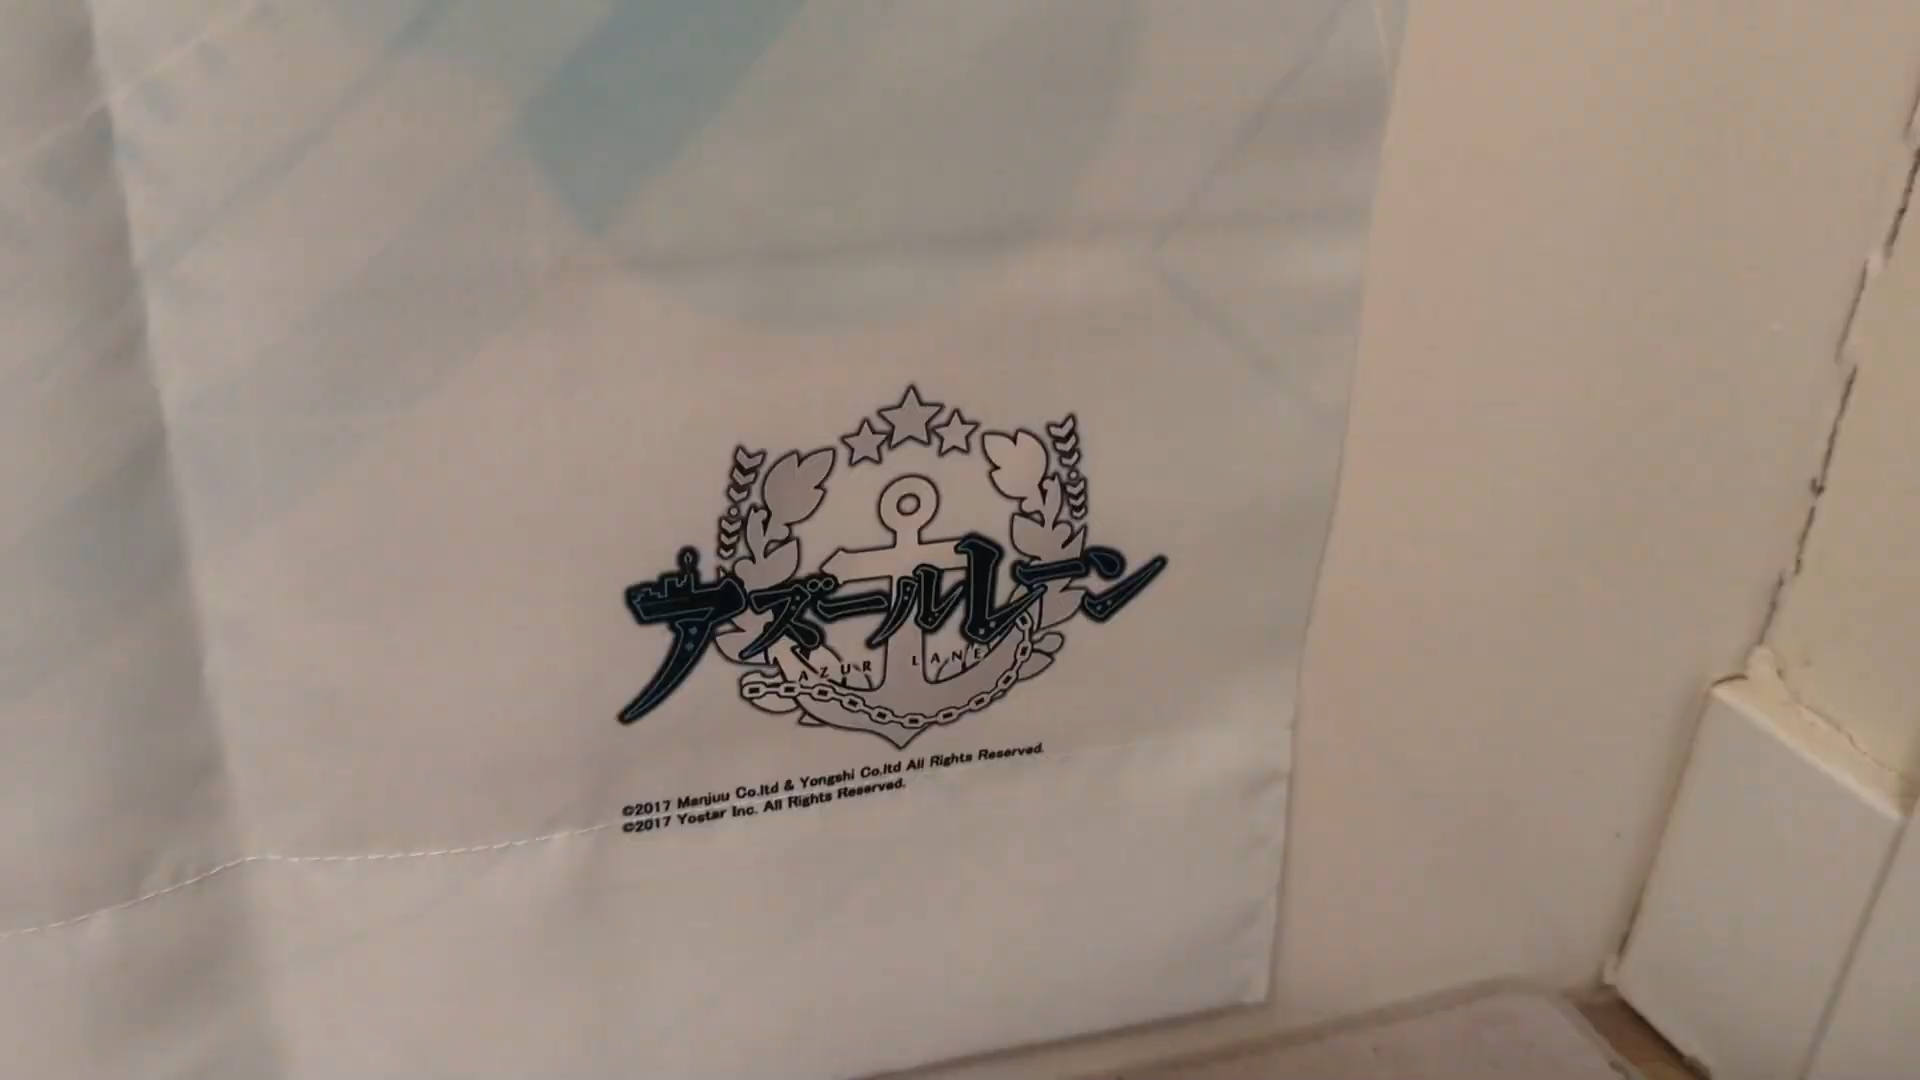 アズールレーン
AZUR LANE
©2017 Manjuu Co.ltd & Yongshi Co.ltd All Rights Reserved.
©2017 Yostar Inc. All Rights Reserved.